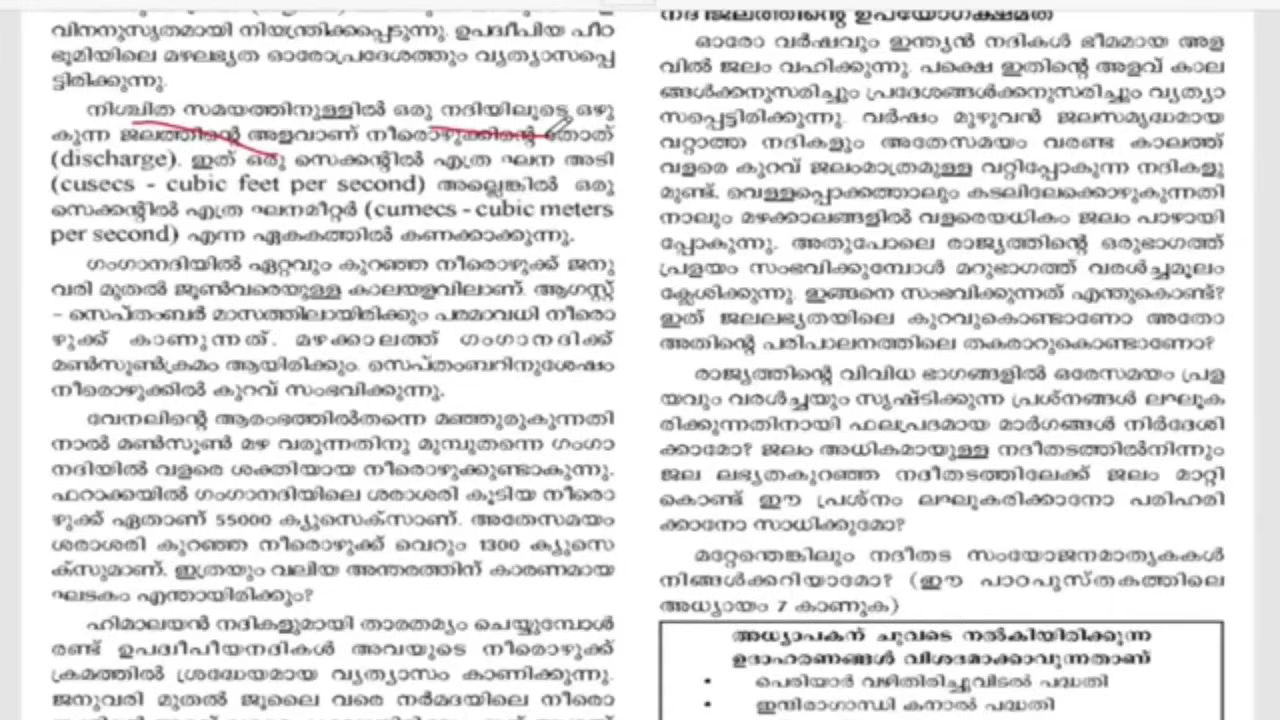 വിനനുസൃതമായി നിയന്ത്രിക്കപ്പെടുന്നു. ഉപദ്വീപിയ പീഠ
ഭൂമിയിലെ മഴലഭ്യത ഓരോപ്രദേശത്തും വ്യത്യാസപ്പെ
ട്ടിരിക്കുന്നു.
നിശ്ചിത സമയത്തിനുള്ളിൽ ഒരു നദിയിലൂടെ ഒഴു
കുന്ന ജലത്തിന്റെ അളവാണ് നീരൊഴുക്കിന്റെ തോത്
(discharge). ഇത് ഒരു സെക്കന്റിൽ എത്ര ഘന അടി
(cusecs - cubic feet per second) അല്ലെങ്കിൽ ഒരു
സെക്കന്റിൽ എത്ര ഘനമീറ്റർ (cumecs - cubic meters
per second) എന്ന ഏകകത്തിൽ കണക്കാക്കുന്നു.
ഗംഗാനദിയിൽ ഏറ്റവും കുറഞ്ഞ നീരൊഴുക്ക് ജനു
വരി മുതൽ ജൂൺവരെയുള്ള കാലയളവിലാണ്. ആഗസ്റ്റ്
- സെപ്തംബർ മാസത്തിലായിരിക്കും പരമാവധി നീരൊ
ഴുക്ക് കാണുന്നത്. മഴക്കാലത്ത് ഗംഗാനദിക്ക്
മൺസൂൺക്രമം ആയിരിക്കും. സെപ്തംബറിനുശേഷം
നീരൊഴുക്കിൽ കുറവ് സംഭവിക്കുന്നു.
വേനലിന്റെ ആരംഭത്തിൽതന്നെ മഞ്ഞുരുകുന്നതി
നാൽ മൺസൂൺ മഴ വരുന്നതിനു മുമ്പുതന്നെ ഗംഗാ
നദിയിൽ വളരെ ശക്തിയായ നീരൊഴുക്കുണ്ടാകുന്നു.
ഫറാക്കയിൽ ഗംഗാനദിയിലെ ശരാശരി കൂടിയ നീരൊ
ഴുക്ക് ഏതാണ് 55000 ക്യൂസെക്സാണ്. അതേസമയം
ശരാശരി കുറഞ്ഞ നീരൊഴുക്ക് വെറും 1300 ക്യൂസെ
ക്സുമാണ്. ഇത്രയും വലിയ അന്തരത്തിന് കാരണമായ
ഘടകം എന്തായിരിക്കും?
ഹിമാലയൻ നദികളുമായി താരതമ്യം ചെയ്യുമ്പോൾ
രണ്ട് ഉപദ്വീപീയനദികൾ അവയുടെ നീരൊഴുക്ക്
ക്രമത്തിൽ ശ്രദ്ധേയമായ വ്യത്യാസം കാണിക്കുന്നു.
ജനുവരി മുതൽ ജൂലൈ വരെ നർമദയിലെ നീരൊ
നദീജലത്തിന്റെ ഉപയോഗക്ഷമത
ഓരോ വർഷവും ഇന്ത്യൻ നദികൾ ഭീമമായ അള
വിൽ ജലം വഹിക്കുന്നു. പക്ഷെ ഇതിന്റെ അളവ് കാല
ങ്ങൾക്കനുസരിച്ചും പ്രദേശങ്ങൾക്കനുസരിച്ചും വ്യത്യാ
സപ്പെട്ടിരിക്കുന്നു. വർഷം മുഴുവൻ ജലസമൃദ്ധമായ
വറ്റാത്ത നദികളും അതേസമയം വരണ്ട കാലത്ത്
വളരെ കുറവ് ജലംമാത്രമുള്ള വറ്റിപ്പോകുന്ന നദികളു
മുണ്ട്. വെള്ളപ്പൊക്കത്താലും കടലിലേക്കൊഴുകുന്നതി
നാലും മഴക്കാലങ്ങളിൽ വളരെയധികം ജലം പാഴായി
പ്പോകുന്നു. അതുപോലെ രാജ്യത്തിന്റെ ഒരുഭാഗത്ത്
പ്രളയം സംഭവിക്കുമ്പോൾ മറുഭാഗത്ത് വരൾച്ചമൂലം
ക്ലേശിക്കുന്നു. ഇങ്ങനെ സംഭവിക്കുന്നത് എന്തുകൊണ്ട്?
ഇത് ജലലഭ്യതയിലെ കുറവുകൊണ്ടാണോ അതോ
അതിന്റെ പരിപാലനത്തിലെ തകരാറുകൊണ്ടാണോ?
രാജ്യത്തിന്റെ വിവിധ ഭാഗങ്ങളിൽ ഒരേസമയം പ്രള
യവും വരൾച്ചയും സൃഷ്ടിക്കുന്ന പ്രശ്നങ്ങൾ ലഘൂക
രിക്കുന്നതിനായി ഫലപ്രദമായ മാർഗങ്ങൾ നിർദേശി
ക്കാമോ? ജലം അധികമായുള്ള നദീതടത്തിൽനിന്നും
ജല ലഭ്യതകുറഞ്ഞ നദീതടത്തിലേക്ക് ജലം മാറ്റി
കൊണ്ട് ഈ പ്രശ്നം ലഘൂകരിക്കാനോ പരിഹരി
ക്കാനോ സാധിക്കുമോ?
മറ്റേന്തെങ്കിലും നദീതട സംയോജനമാതൃകകൾ
നിങ്ങൾക്കറിയാമോ? (ഈ പാഠപുസ്തകത്തിലെ
അധ്യായം 7 കാണുക)
അധ്യാപകന് ചുവടെ നൽകിയിരിക്കുന്ന
ഉദാഹരണങ്ങൾ വിശദമാക്കാവുന്നതാണ്
• പെരിയാർ വഴിതിരിച്ചുവിടൽ പദ്ധതി
• ഇന്ദിരാഗാന്ധി കനാൽ പദ്ധതി